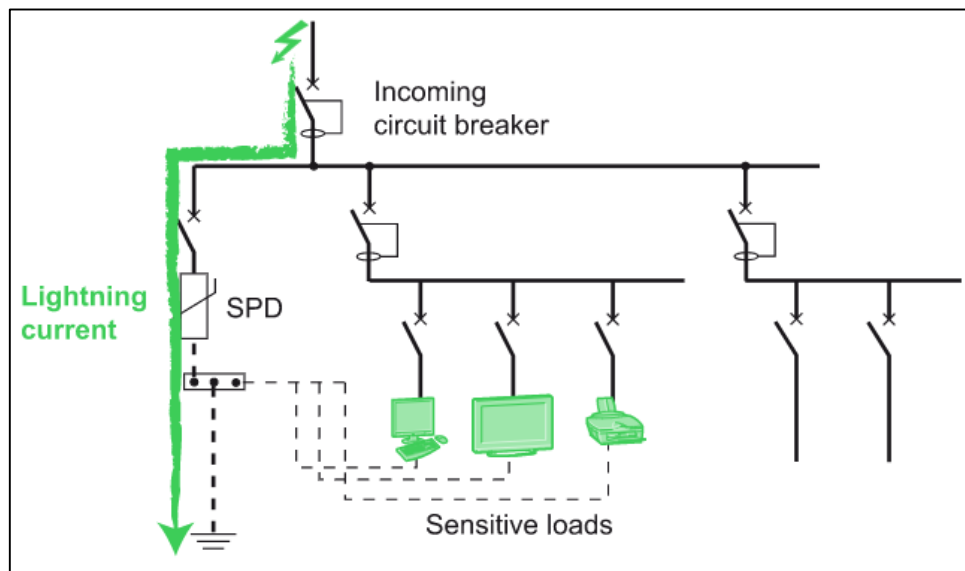 Incoming
circuit breaker
Lightning
current
SPD
Sensitive loads